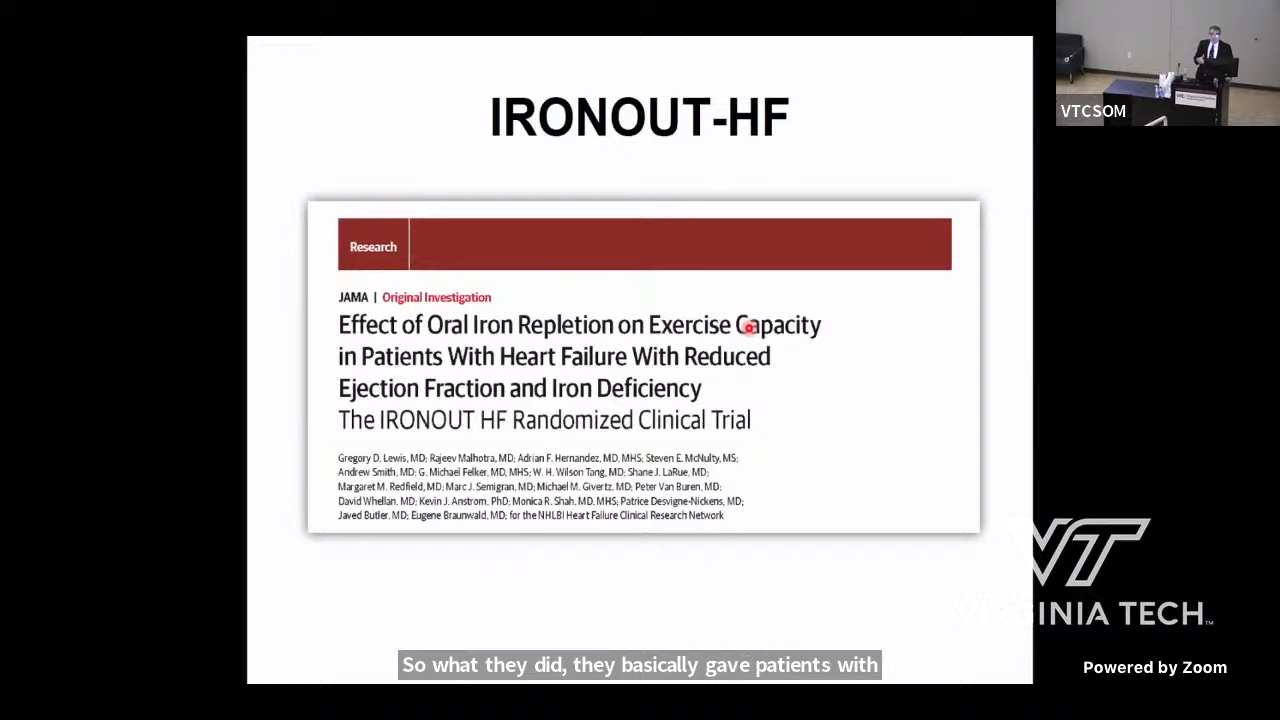 IRONOUT-HF
Research
JAMA | Original Investigation
Effect of Oral Iron Repletion on Exercise Capacity
in Patients With Heart Failure With Reduced
Ejection Fraction and Iron Deficiency
The IRONOUT HF Randomized Clinical Trial
Gregory D. Lewis, MD; Rajeev Malhotra, MD; Adrian F. Hernandez, MD, MHS; Steven E. McNulty, MS;
Andrew Smith, MD; G. Michael Felker, MD, MHS; W. H. Wilson Tang, MD; Shane J. LaRue, MD;
Margaret M. Redfield, MD; Marc J. Semigran, MD; Michael M. Givertz, MD; Peter Van Buren, MD;
David Whellan, MD; Kevin J. Anstrom, PhD; Monica R. Shah, MD, MHS; Patrice Desvigne-Nickens, MD;
Javed Butler, MD; Eugene Braunwald, MD; for the NHLBI Heart Failure Clinical Research Network
So what they did, they basically gave patients with
VTCSOM
VTC
VT
VIRGINIA TECH™
Powered by Zoom